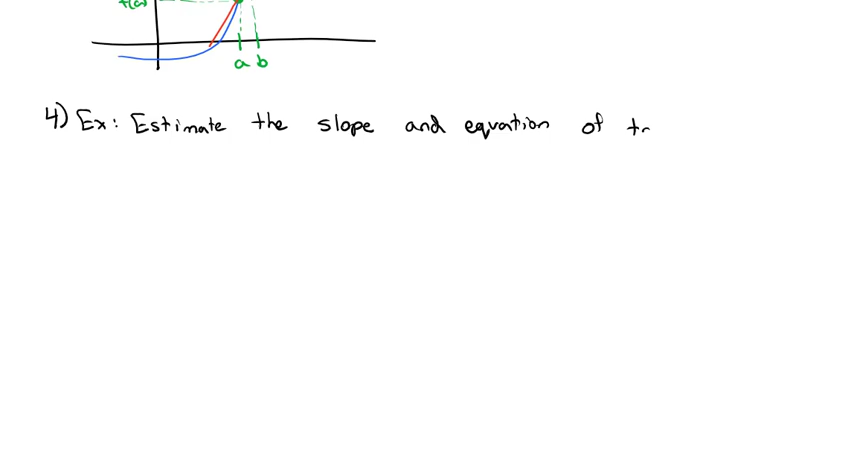 f(a)
a b
4) Ex: Estimate the slope and equation of